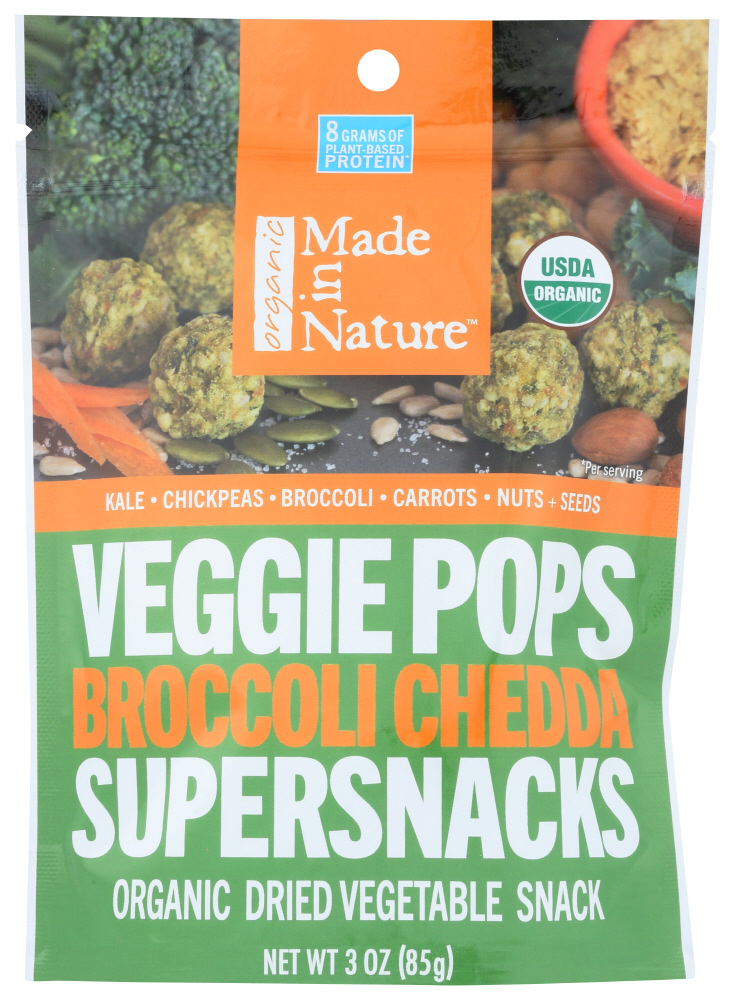 8 GRAMS OF
PLANT-BASED
PROTEIN*
organic
Made
in
Nature™
USDA
ORGANIC
*Per serving
KALE • CHICKPEAS • BROCCOLI • CARROTS • NUTS + SEEDS
VEGGIE POPS
BROCCOLI CHEDDA
SUPERSNACKS
ORGANIC DRIED VEGETABLE SNACK
NET WT 3 OZ (85g)